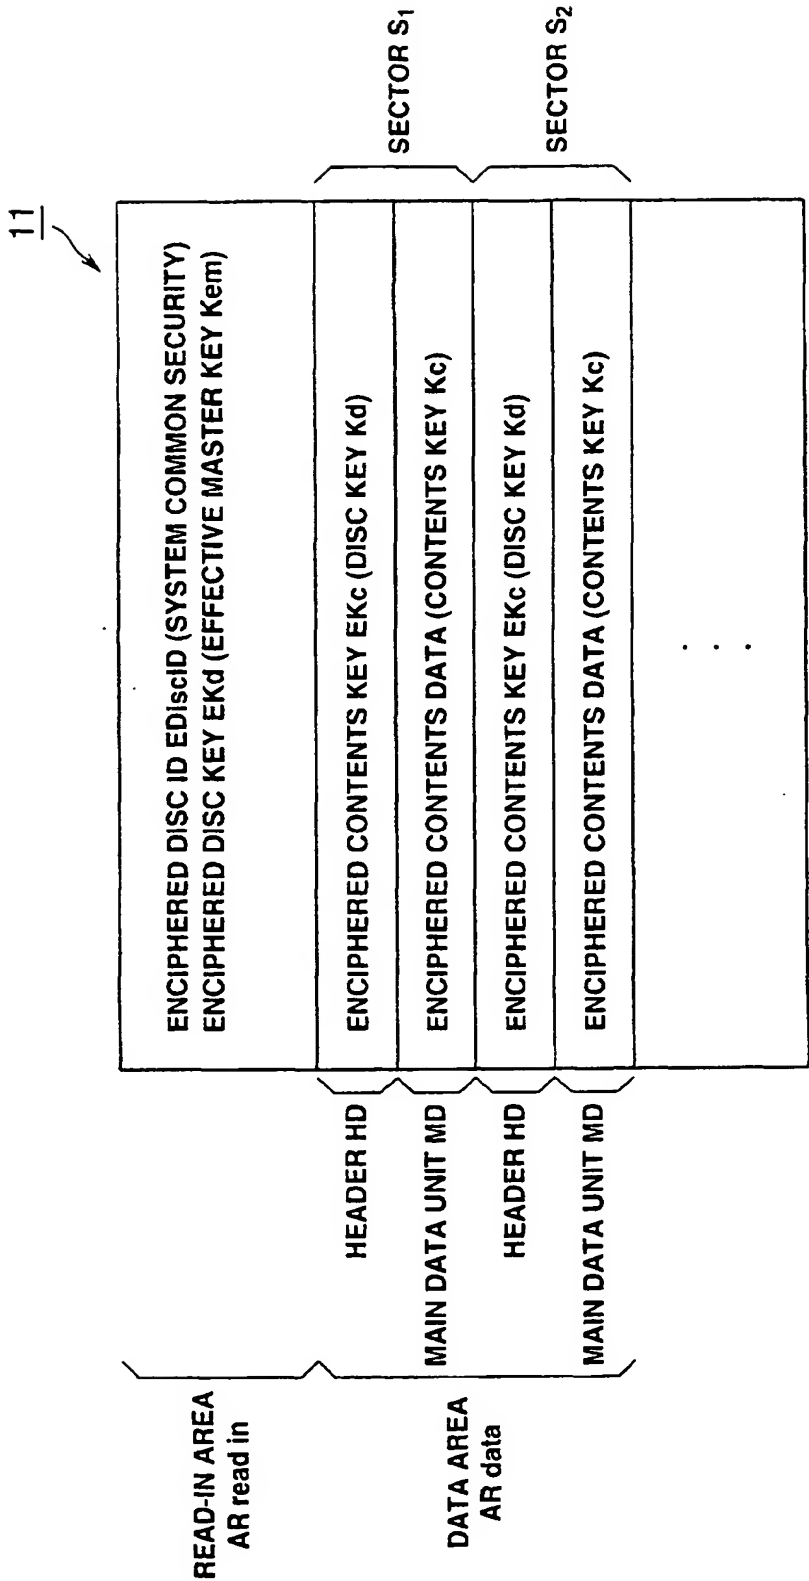 11
READ-IN AREA
AR read in
ENCIPHERED DISC ID EDIscID (SYSTEM COMMON SECURITY)
ENCIPHERED DISC KEY EKd (EFFECTIVE MASTER KEY Kem)
DATA AREA
AR data
HEADER HD
ENCIPHERED CONTENTS KEY EKc (DISC KEY Kd)
SECTOR S1
MAIN DATA UNIT MD
ENCIPHERED CONTENTS DATA (CONTENTS KEY Kc)
HEADER HD
ENCIPHERED CONTENTS KEY EKc (DISC KEY Kd)
SECTOR S2
MAIN DATA UNIT MD
ENCIPHERED CONTENTS DATA (CONTENTS KEY Kc)
. . .